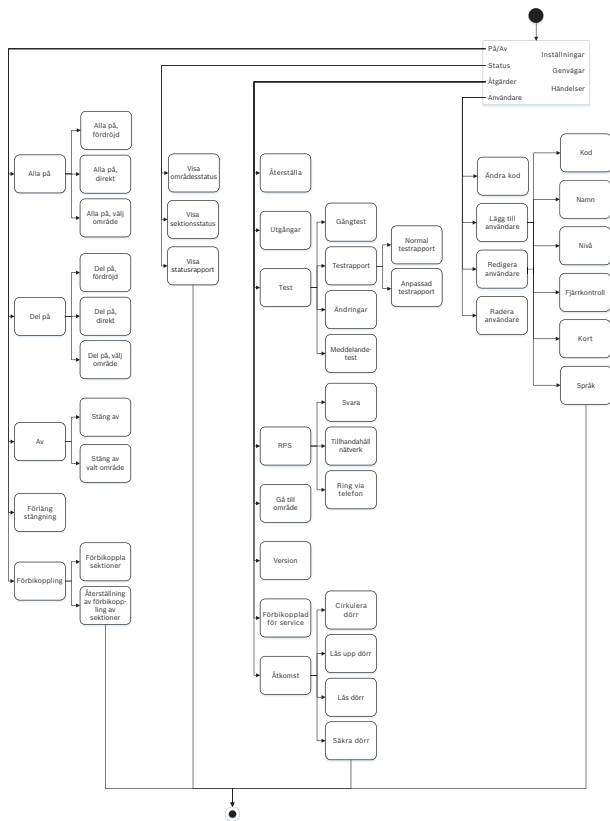 På/Av
Status
Åtgärder
Användare
Inställningar
Genvägar
Händelser
Alla på
Alla på,
fördröjd
Alla på,
direkt
Alla på, välj
område
Del på
Del på,
fördröjd
Del på,
direkt
Del på, välj
område
Av
Stäng av
Stäng av
valt område
Förläng
stängning
Förbikoppling
Förbikoppla
sektioner
Återställning
av förbikopp-
ling av
sektioner
Visa
områdesstatus
Visa
sektionsstatus
Visa
statusrapport
Återställa
Utgångar
Test
Gångtest
Testrapport
Normal
testrapport
Anpassad
testrapport
Ändringar
Meddelande-
test
RPS
Svara
Tillhandahåll
nätverk
Ring via
telefon
Gå till
område
Version
Förbikopplad
för service
Åtkomst
Cirkulera
dörr
Lås upp dörr
Lås dörr
Säkra dörr
Ändra kod
Lägg till
användare
Redigera
användare
Radera
användare
Kod
Namn
Nivå
Fjärrkontroll
Kort
Språk